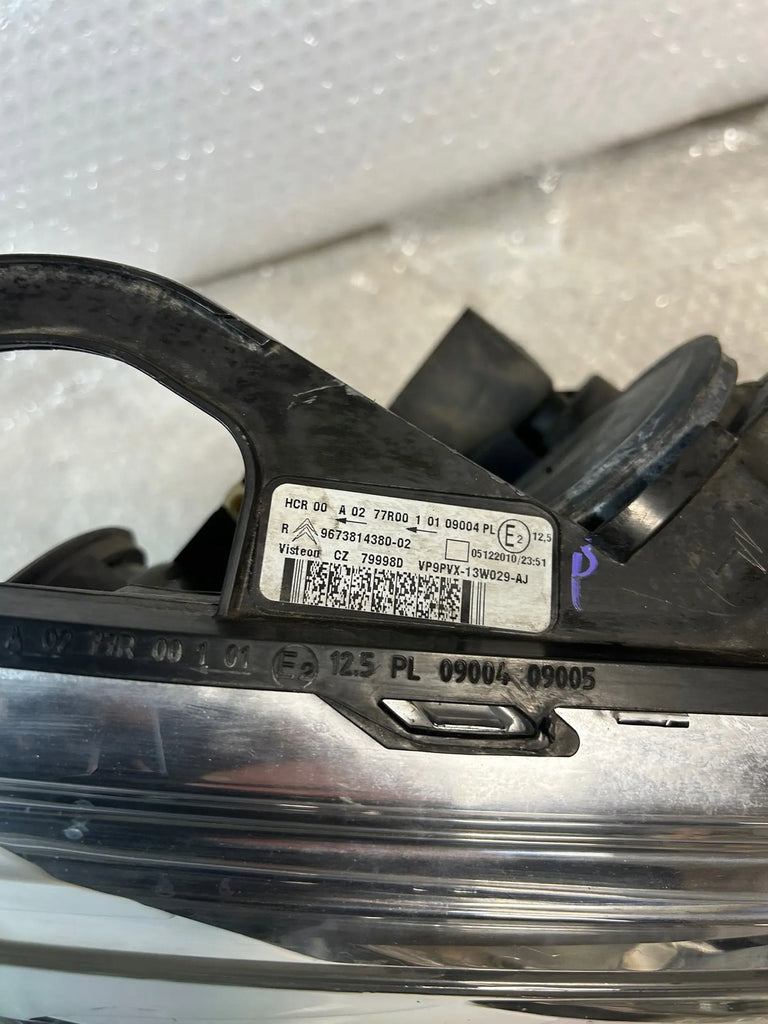 HCR 00 A 02 77R00 1 01 09004 PL E2 12,5
R 9673814380-02 05122010/23:51
Visteon CZ 79998D VP9PVX-13W029-AJ
P
A 02 77R 00 1 01 E2 12.5 PL 09004 09005